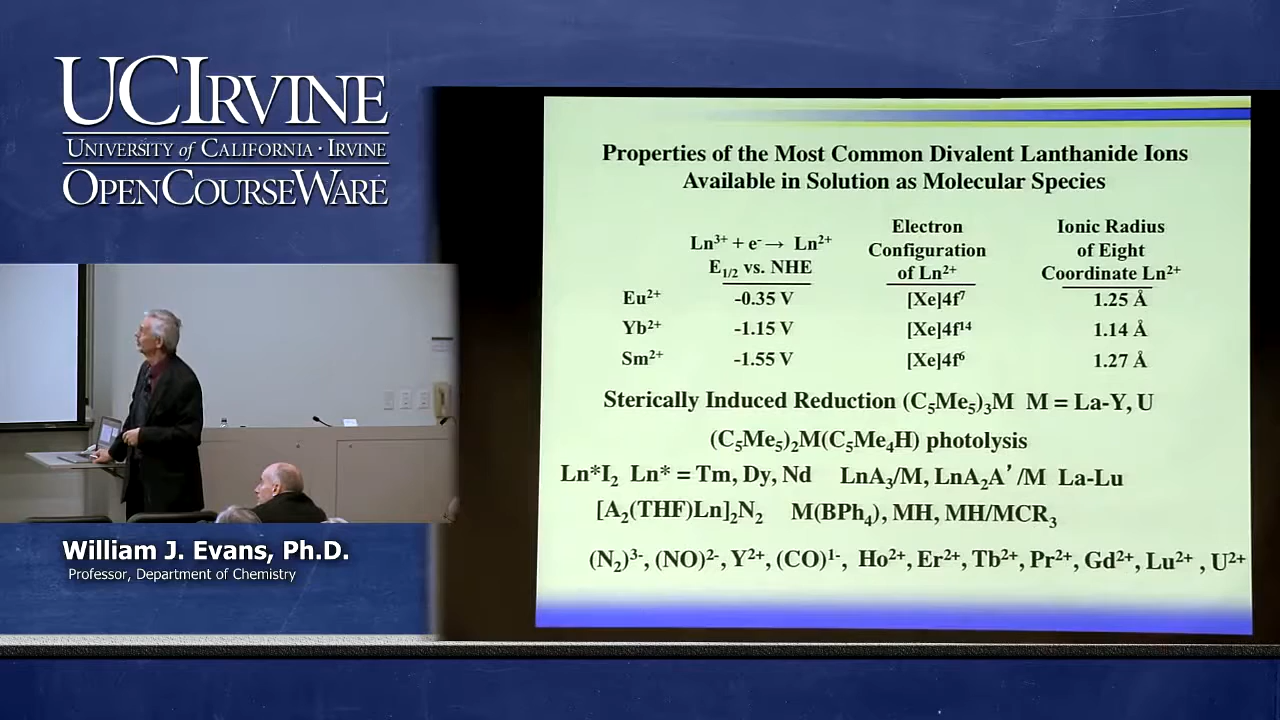 UCIRVINE
UNIVERSITY of CALIFORNIA · IRVINE
OPENCOURSEWARE
William J. Evans, Ph.D.
Professor, Department of Chemistry
Properties of the Most Common Divalent Lanthanide Ions
Available in Solution as Molecular Species
Ln³⁺ + e⁻→ Ln²⁺
E₁/₂ vs. NHE
Electron
Configuration
of Ln²⁺
Ionic Radius
of Eight
Coordinate Ln²⁺
Eu²⁺ -0.35 V [Xe]4f⁷ 1.25 Å
Yb²⁺ -1.15 V [Xe]4f¹⁴ 1.14 Å
Sm²⁺ -1.55 V [Xe]4f⁶ 1.27 Å
Sterically Induced Reduction (C₅Me₅)₃M M = La-Y, U
(C₅Me₅)₂M(C₅Me₄H) photolysis
Ln*I₂ Ln* = Tm, Dy, Nd LnA₃/M, LnA₂A′/M La-Lu
[A₂(THF)Ln]₂N₂ M(BPh₄), MH, MH/MCR₃
(N₂)³⁻, (NO)²⁻, Y²⁺, (CO)¹⁻, Ho²⁺, Er²⁺, Tb²⁺, Pr²⁺, Gd²⁺, Lu²⁺ , U²⁺